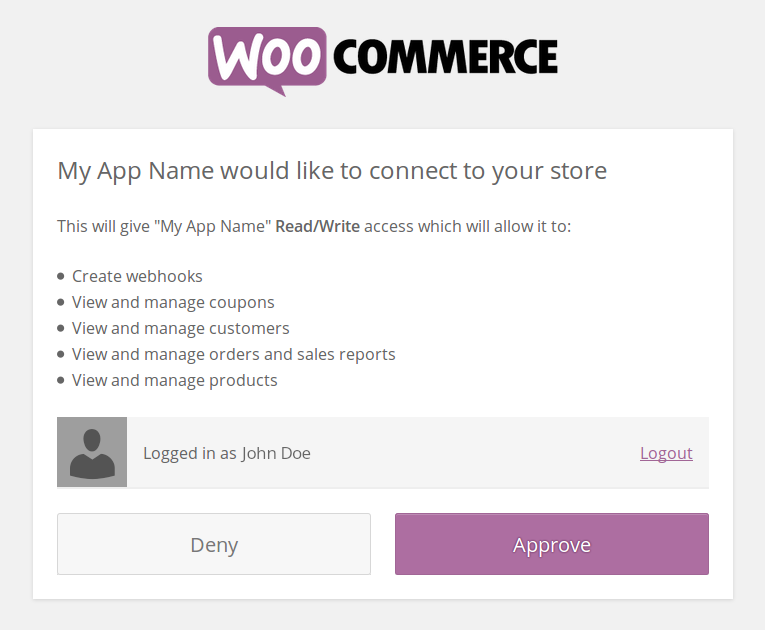 WOO COMMERCE
My App Name would like to connect to your store
This will give "My App Name" Read/Write access which will allow it to:
Create webhooks
View and manage coupons
View and manage customers
View and manage orders and sales reports
View and manage products
Logged in as John Doe
Logout
Deny
Approve